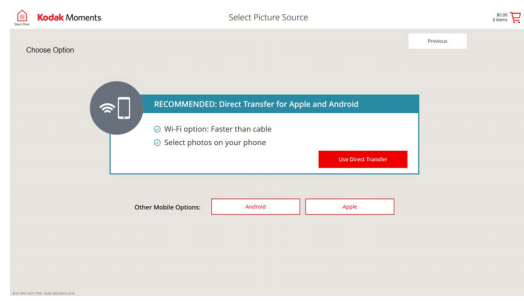 Start Over
Kodak Moments
Select Picture Source
$0.00
0 items
Previous
Choose Option
RECOMMENDED: Direct Transfer for Apple and Android
Wi-Fi option: Faster than cable
Select photos on your phone
Use Direct Transfer
Other Mobile Options:
Android
Apple